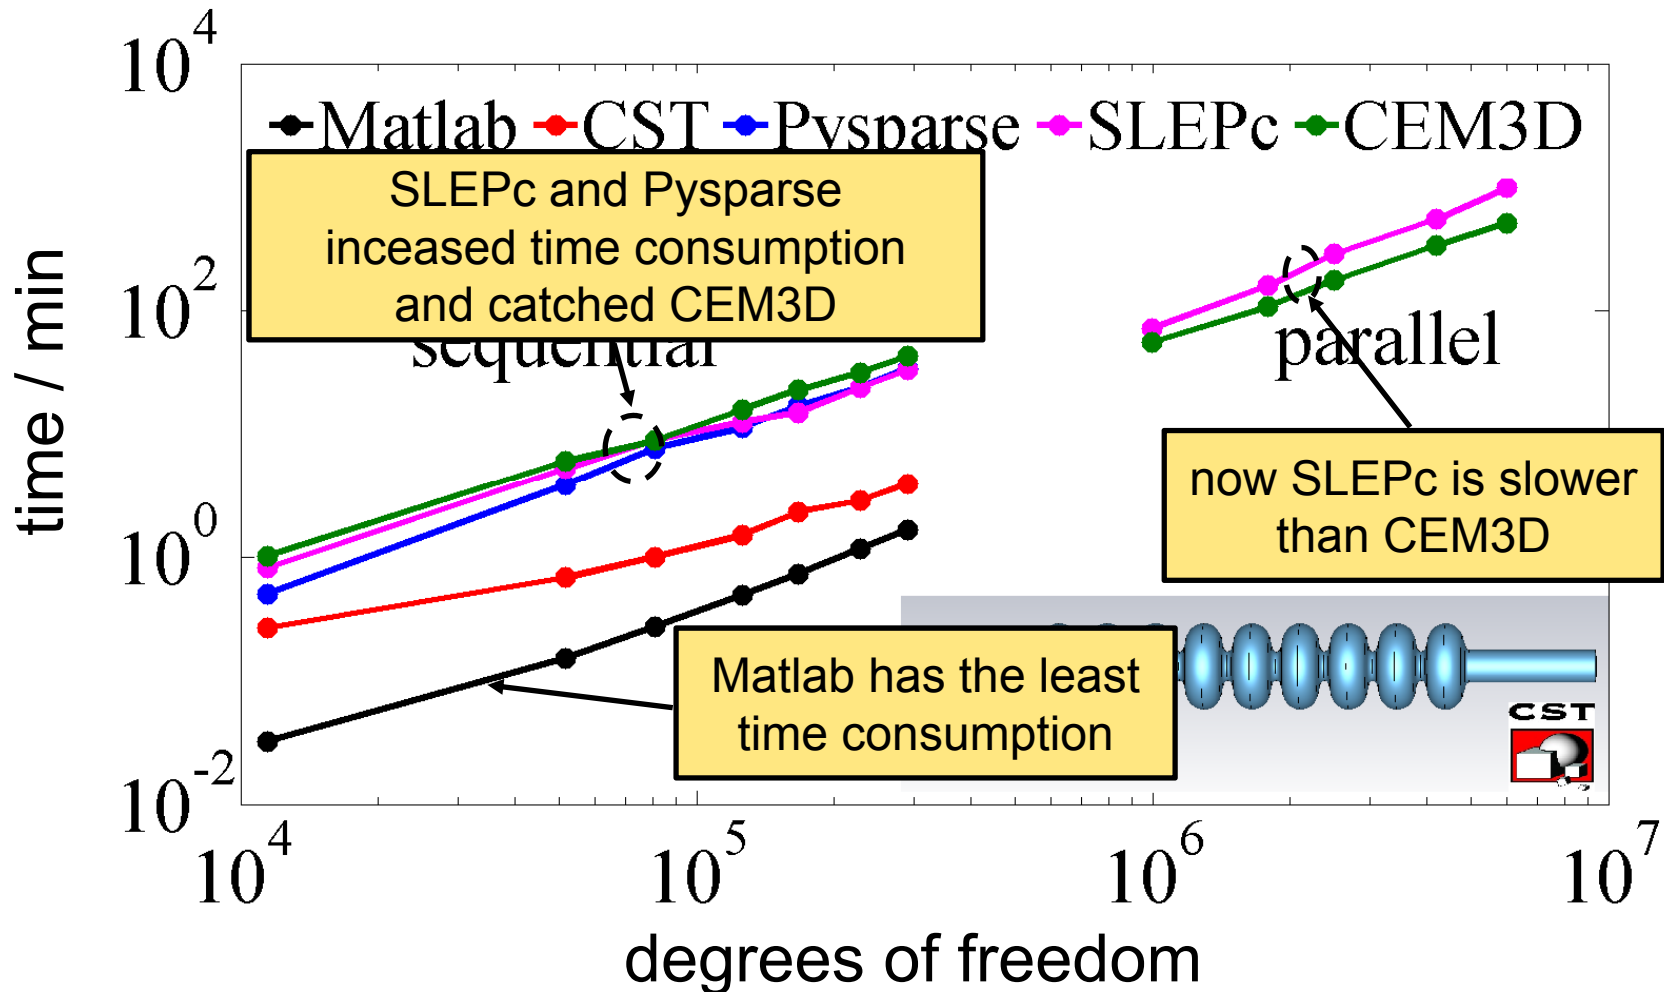 10^4
Matlab CST Pysparse SLEPc CEM3D
SLEPc and Pysparse
inceased time consumption
and catched CEM3D
sequential
parallel
10^2
time / min
now SLEPc is slower
than CEM3D
10^0
Matlab has the least
time consumption
CST
10^-2
10^4 10^5 10^6 10^7
degrees of freedom